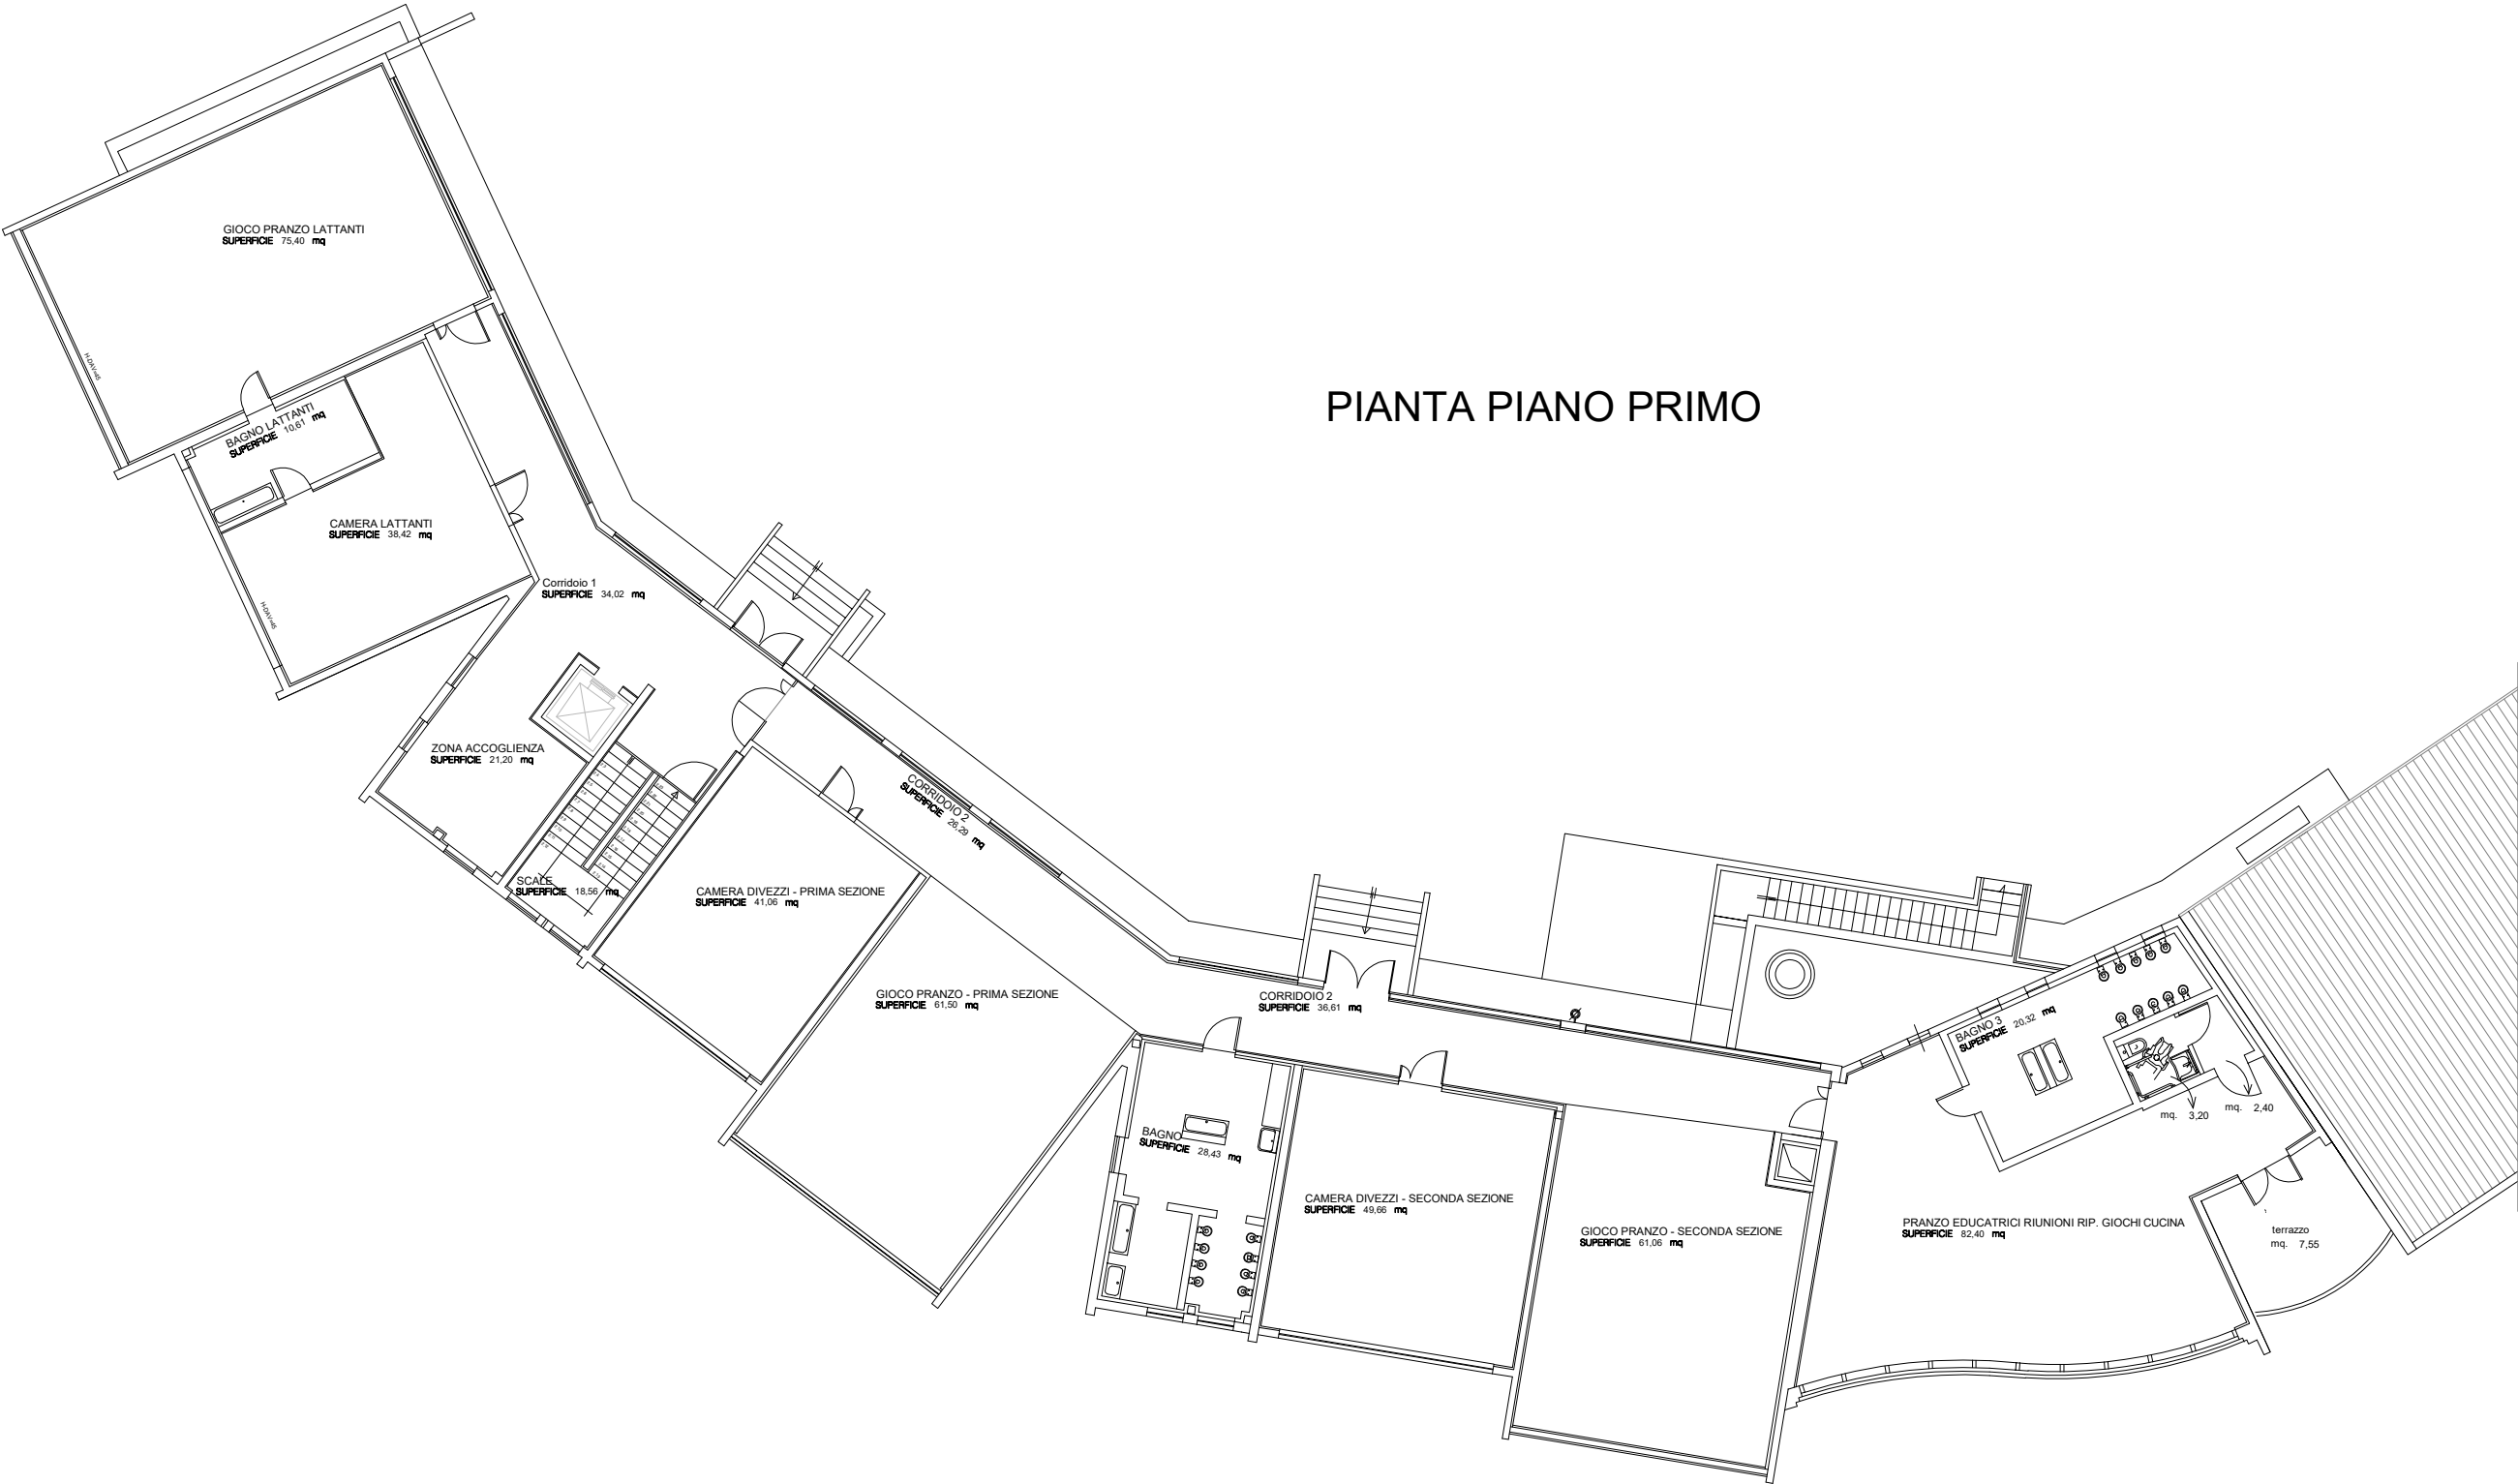 PIANTA PIANO PRIMO
GIOCO PRANZO LATTANTI
SUPERFICIE 75,40 mq
H.DAV=45
BAGNO LATTANTI
SUPERFICIE 10,61 mq
CAMERA LATTANTI
SUPERFICIE 38,42 mq
H.DAV=45
Corridoio 1
SUPERFICIE 34,02 mq
ZONA ACCOGLIENZA
SUPERFICIE 21,20 mq
CORRIDOIO 2
SUPERFICIE 26,29 mq
SCALE
SUPERFICIE 18,56 mq
CAMERA DIVEZZI - PRIMA SEZIONE
SUPERFICIE 41,06 mq
GIOCO PRANZO - PRIMA SEZIONE
SUPERFICIE 61,50 mq
CORRIDOIO 2
SUPERFICIE 36,61 mq
BAGNO 3
SUPERFICIE 20,32 mq
mq. 3,20
mq. 2,40
BAGNO
SUPERFICIE 28,43 mq
CAMERA DIVEZZI - SECONDA SEZIONE
SUPERFICIE 49,66 mq
GIOCO PRANZO - SECONDA SEZIONE
SUPERFICIE 61,06 mq
PRANZO EDUCATRICI RIUNIONI RIP. GIOCHI CUCINA
SUPERFICIE 82,40 mq
terrazzo
mq. 7,55